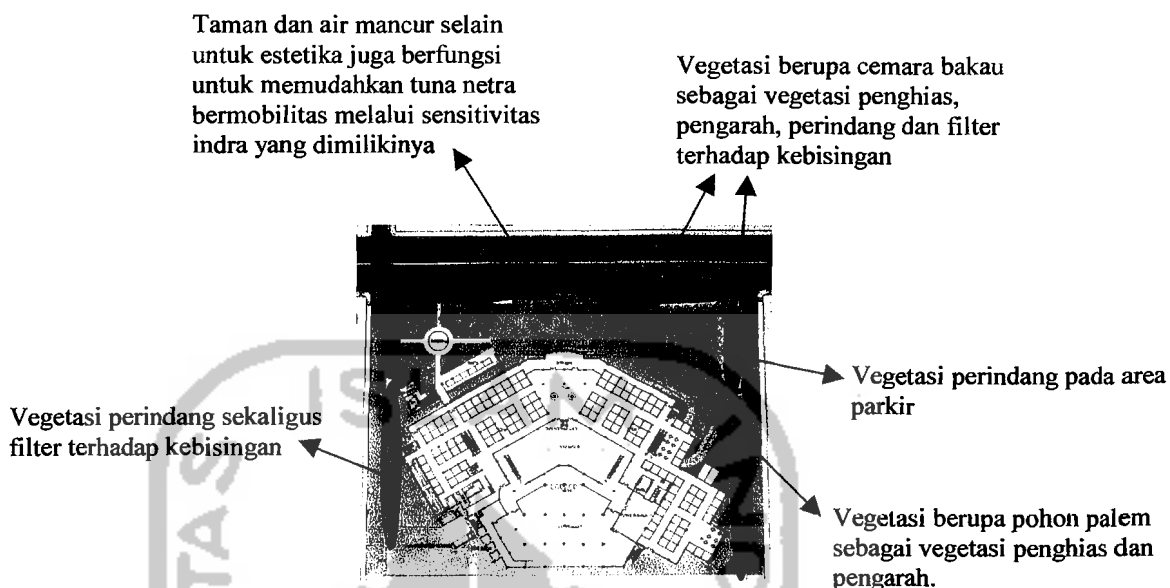 Taman dan air mancur selain
untuk estetika juga berfungsi
untuk memudahkan tuna netra
bermobilitas melalui sensitivitas
indra yang dimilikinya
Vegetasi berupa cemara bakau
sebagai vegetasi penghias,
pengarah, perindang dan filter
terhadap kebisingan
Vegetasi perindang pada area
parkir
Vegetasi perindang sekaligus
filter terhadap kebisingan
Vegetasi berupa pohon palem
sebagai vegetasi penghias dan
pengarah.